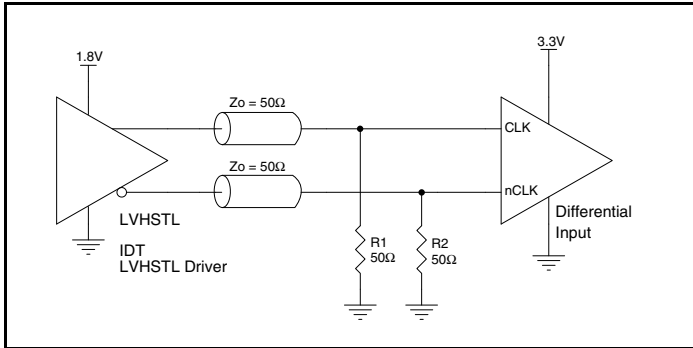 1.8V
3.3V
Zo = 50Ω
CLK
Zo = 50Ω
nCLK
LVHSTL
IDT
LVHSTL Driver
R1
50Ω
R2
50Ω
Differential
Input